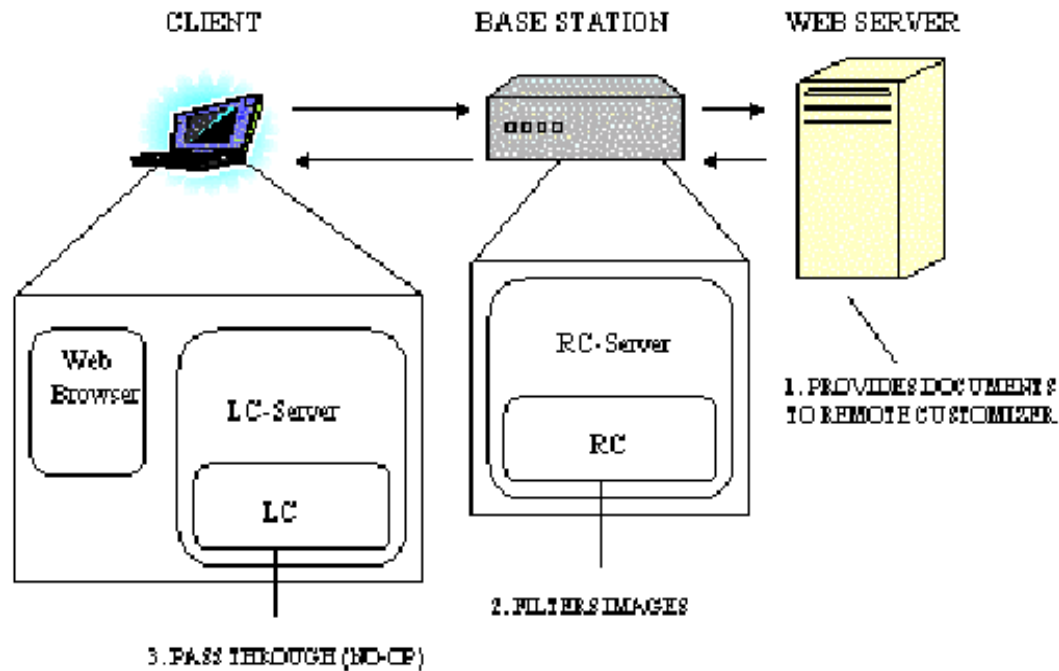 CLIENT
BASE STATION
WEB SERVER
Web
Browser
LC-Server
LC
RC-Server
RC
1. PROVIDES DOCUMENTS
TO REMOTE CUSTOMIZER
2. FILTERS IMAGES
3. PASS THROUGH (NO-OP)